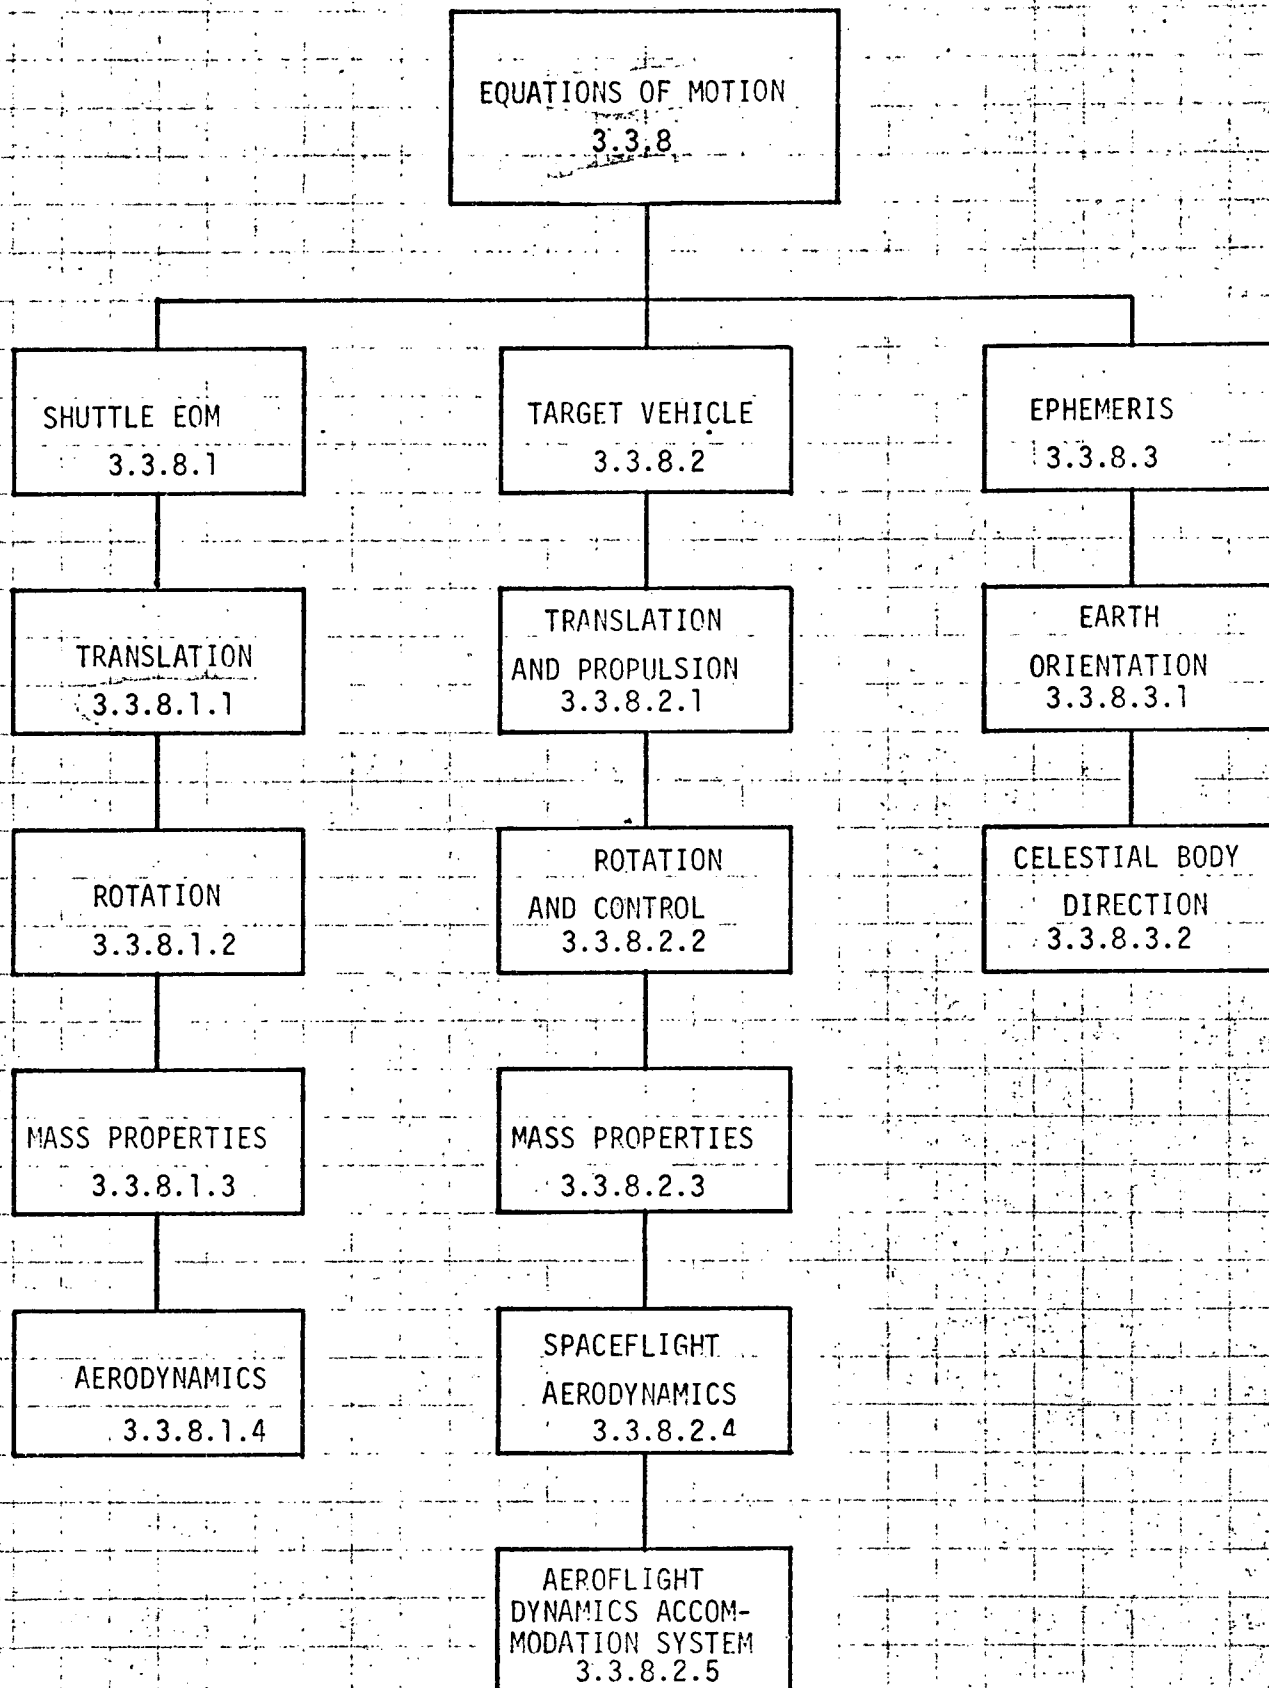 EQUATIONS OF MOTION
3.3.8
SHUTTLE EOM
3.3.8.1
TARGET VEHICLE
3.3.8.2
EPHEMERIS
3.3.8.3
TRANSLATION
3.3.8.1.1
TRANSLATION
AND PROPULSION
3.3.8.2.1
EARTH
ORIENTATION
3.3.8.3.1
ROTATION
3.3.8.1.2
ROTATION
AND CONTROL
3.3.8.2.2
CELESTIAL BODY
DIRECTION
3.3.8.3.2
MASS PROPERTIES
3.3.8.1.3
MASS PROPERTIES
3.3.8.2.3
AERODYNAMICS
3.3.8.1.4
SPACEFLIGHT
AERODYNAMICS
3.3.8.2.4
AEROFLIGHT
DYNAMICS ACCOM-
MODATION SYSTEM
3.3.8.2.5